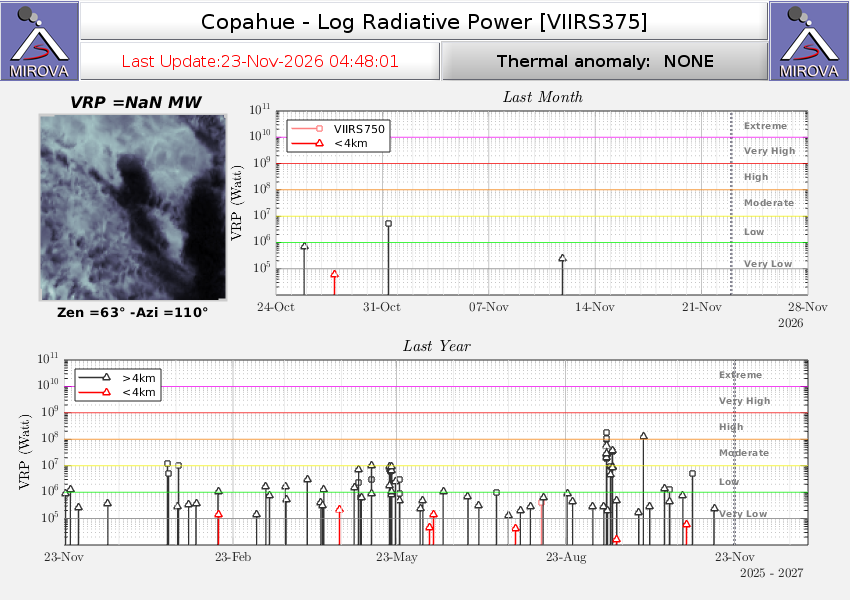 Copahue - Log Radiative Power [VIIRS375]
MIROVA
Last Update:23-Nov-2026 04:48:01
Thermal anomaly: NONE
MIROVA
VRP =NaN MW
Zen =63° -Azi =110°
Last Month
VRP (Watt)
10^11
10^10
10^9
10^8
10^7
10^6
10^5
VIIRS750
<4km
Extreme
Very High
High
Moderate
Low
Very Low
24-Oct
31-Oct
07-Nov
14-Nov
21-Nov
28-Nov
2026
Last Year
VRP (Watt)
10^11
10^10
10^9
10^8
10^7
10^6
10^5
>4km
<4km
Extreme
Very High
High
Moderate
Low
Very Low
23-Nov
23-Feb
23-May
23-Aug
23-Nov
2025 - 2027